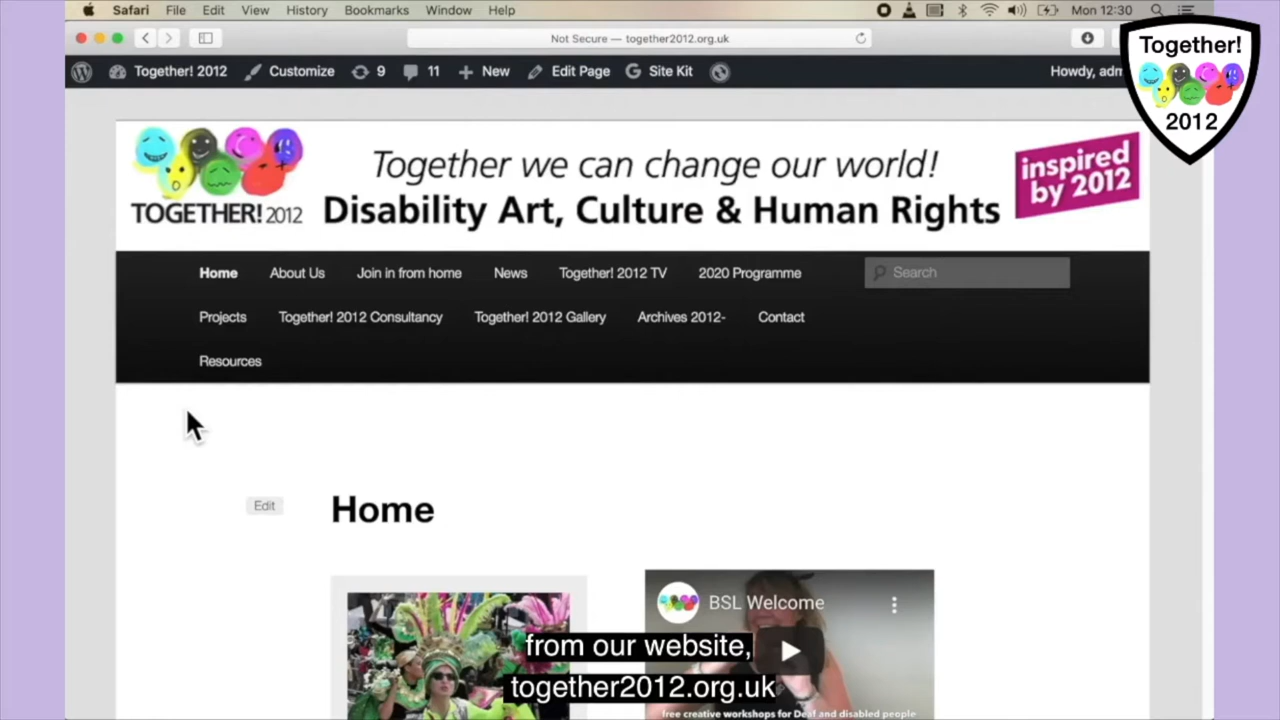 Safari File Edit View History Bookmarks Window Help Mon 12:30
Not Secure — together2012.org.uk
Together! 2012 Customize 9 11 New Edit Page Site Kit Howdy, adm
Together!
2012
TOGETHER! 2012
Together we can change our world!
Disability Art, Culture & Human Rights
inspired
by 2012
Home About Us Join in from home News Together! 2012 TV 2020 Programme Search
Projects Together! 2012 Consultancy Together! 2012 Gallery Archives 2012- Contact
Resources
Edit
Home
BSL Welcome
from our website,
together2012.org.uk
free creative workshops for Deaf and disabled people